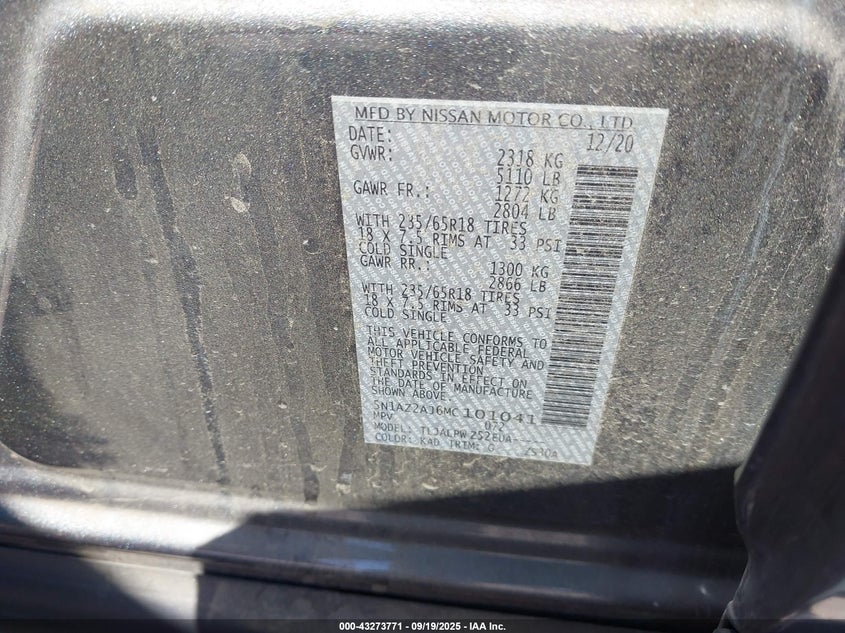 MFD BY NISSAN MOTOR CO., LTD
DATE: 12/20
GVWR: 2318 KG
5110 LB
GAWR FR.: 1272 KG
2804 LB
WITH 235/65R18 TIRES
18 X 7.5 RIMS AT 33 PSI
COLD SINGLE
GAWR RR.: 1300 KG
2866 LB
WITH 235/65R18 TIRES
18 X 7.5 RIMS AT 33 PSI
COLD SINGLE
THIS VEHICLE CONFORMS TO
ALL APPLICABLE FEDERAL
MOTOR VEHICLE SAFETY AND
THEFT PREVENTION
STANDARDS IN EFFECT ON
THE DATE OF MANUFACTURE
SHOWN ABOVE
5N1AZ2AJ6MC101041
MPV 072
MODEL: TLJALPW
COLOR: KAD TRIM: G
000-43273771 | 09/19/2025 | IAA Inc.